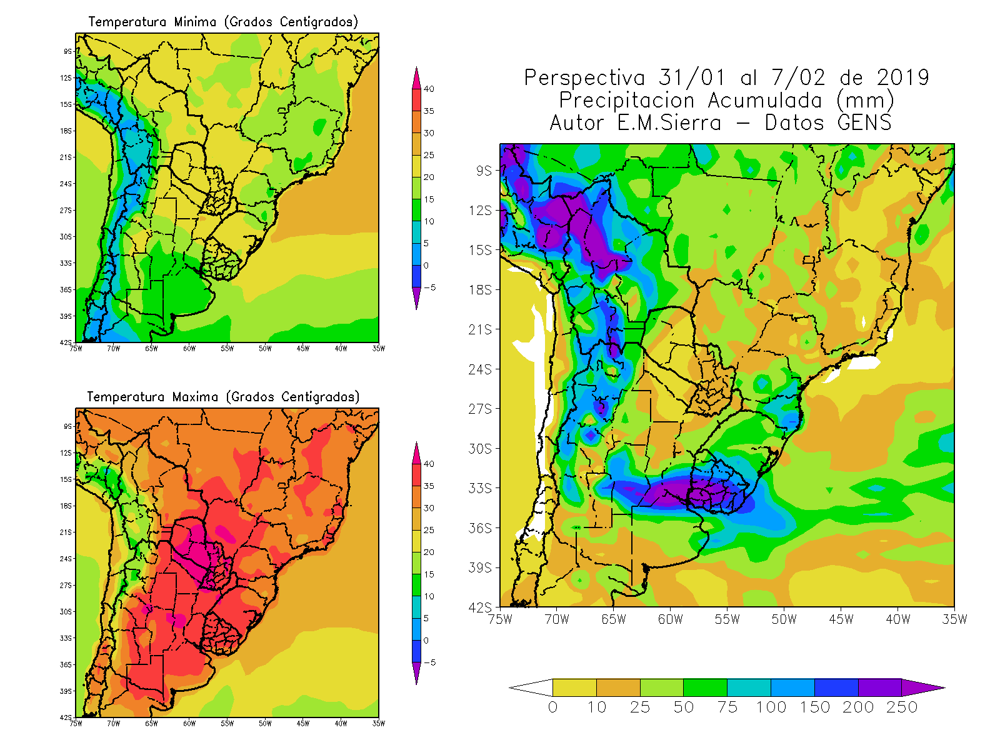 Temperatura Minima (Grados Centigrados)
9S
12S
15S
18S
21S
24S
27S
30S
33S
36S
39S
42S
75W 70W 65W 60W 55W 50W 45W 40W 35W
40
35
30
25
20
15
10
5
0
-5
Temperatura Maxima (Grados Centigradas)
9S
12S
15S
18S
21S
24S
27S
30S
33S
36S
39S
42S
75W 70W 65W 60W 55W 50W 45W 40W 35W
40
35
30
25
20
15
10
5
0
-5
Perspectiva 31/01 al 7/02 de 2019
Precipitacion Acumulada (mm)
Autor E.M.Sierra - Datos GENS
9S
12S
15S
18S
21S
24S
27S
30S
33S
36S
39S
42S
75W 70W 65W 60W 55W 50W 45W 40W 35W
0 10 25 50 75 100 150 200 250